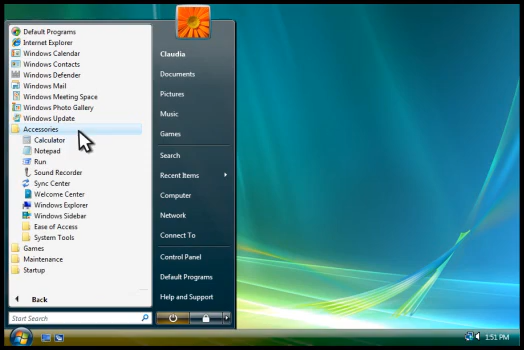 Default Programs
Internet Explorer
Windows Calendar
Windows Contacts
Windows Defender
Windows Mail
Windows Meeting Space
Windows Photo Gallery
Windows Update
Accessories
Calculator
Notepad
Run
Sound Recorder
Sync Center
Welcome Center
Windows Explorer
Windows Sidebar
Ease of Access
System Tools
Games
Maintenance
Startup
Back
Start Search
Claudia
Documents
Pictures
Music
Games
Search
Recent Items
Computer
Network
Connect To
Control Panel
Default Programs
Help and Support
1:51 PM